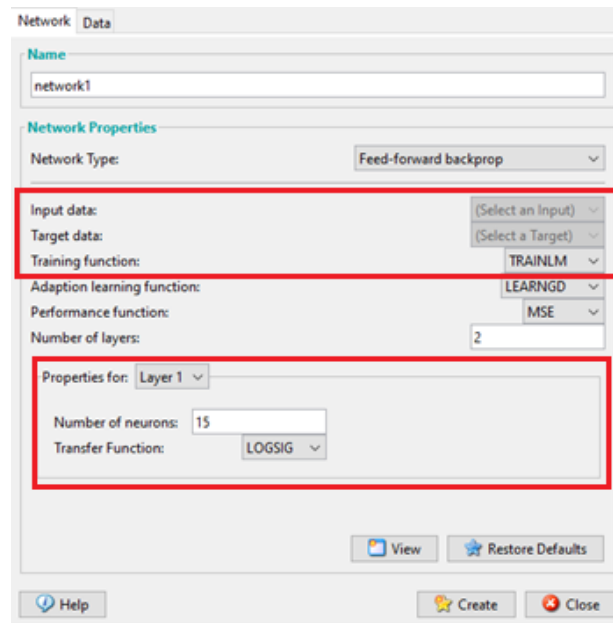 Network Data
Name
network1
Network Properties
Network Type: Feed-forward backprop
Input data: (Select an Input)
Target data: (Select a Target)
Training function: TRAINLM
Adaption learning function: LEARNGD
Performance function: MSE
Number of layers: 2
Properties for: Layer 1
Number of neurons: 15
Transfer Function: LOGSIG
View Restore Defaults
Help Create Close